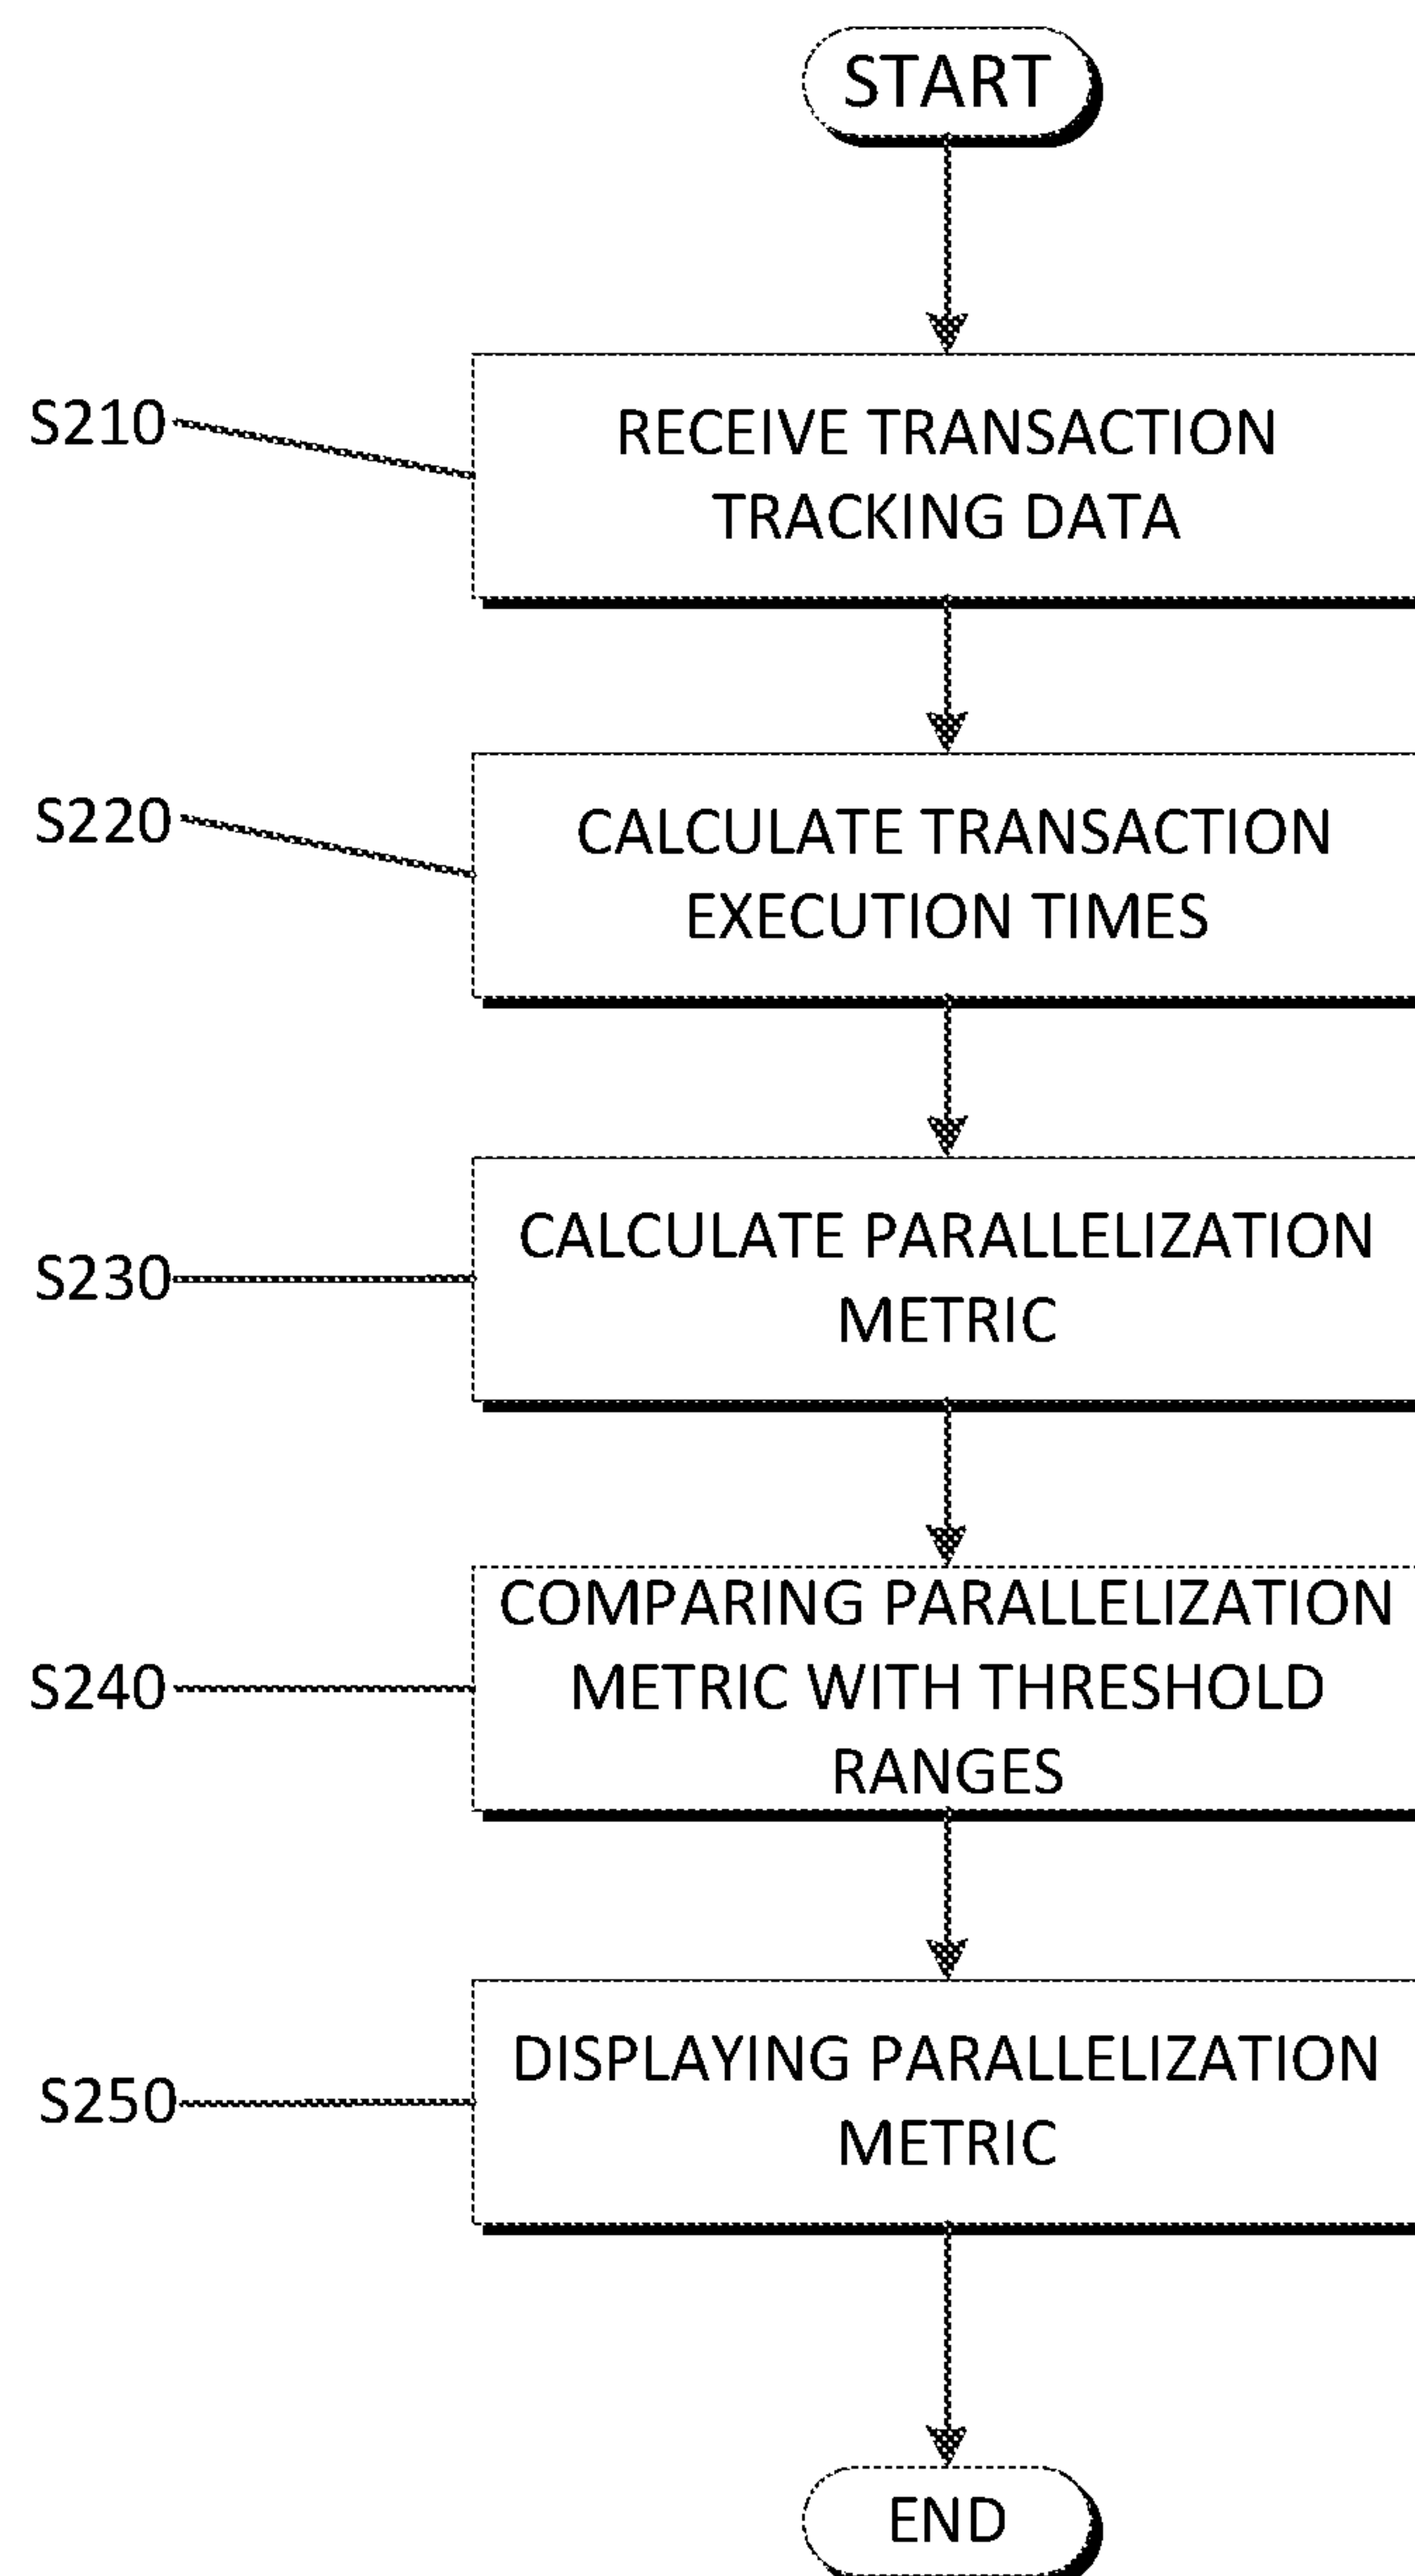 START
S210
RECEIVE TRANSACTION
TRACKING DATA
S220
CALCULATE TRANSACTION
EXECUTION TIMES
S230
CALCULATE PARALLELIZATION
METRIC
S240
COMPARING PARALLELIZATION
METRIC WITH THRESHOLD
RANGES
S250
DISPLAYING PARALLELIZATION
METRIC
END